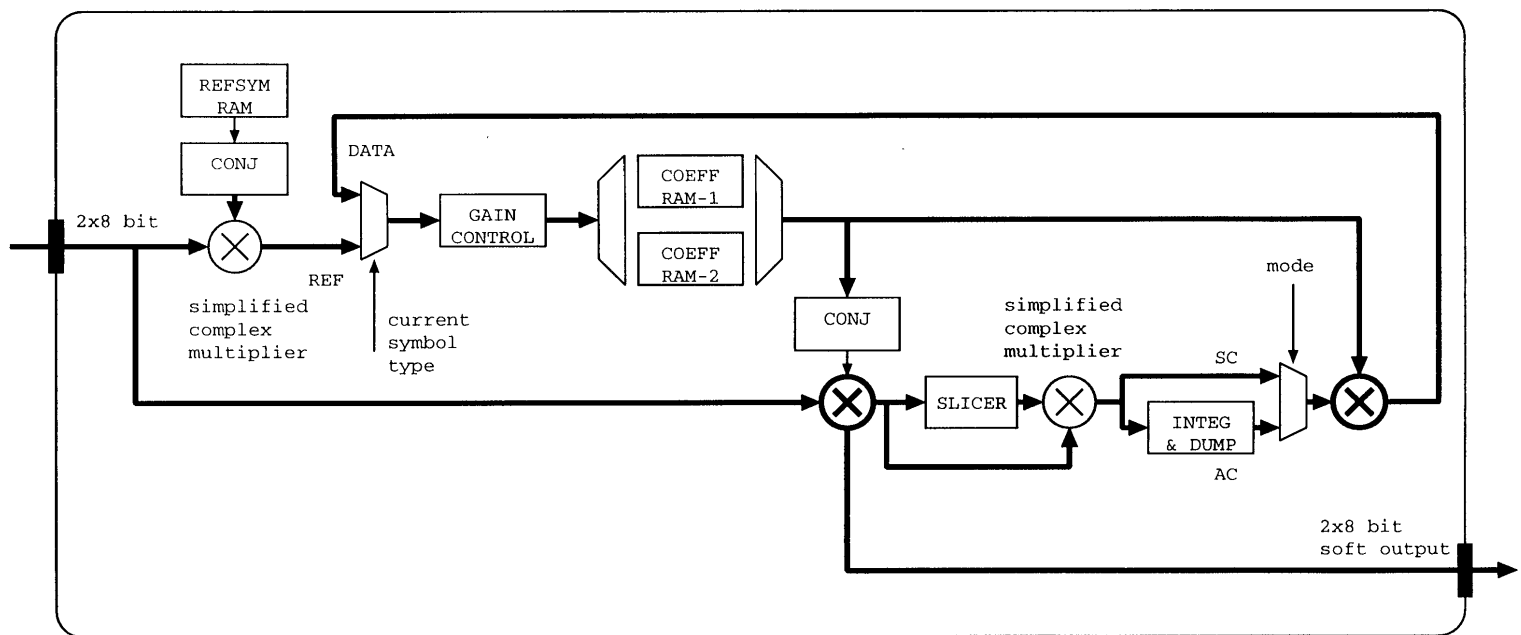 REFSYM
RAM
CONJ
DATA
2x8 bit
GAIN
CONTROL
COEFF
RAM-1
COEFF
RAM-2
REF
simplified
complex
multiplier
current
symbol
type
CONJ
simplified
complex
multiplier
mode
SC
SLICER
INTEG
& DUMP
AC
2x8 bit
soft output